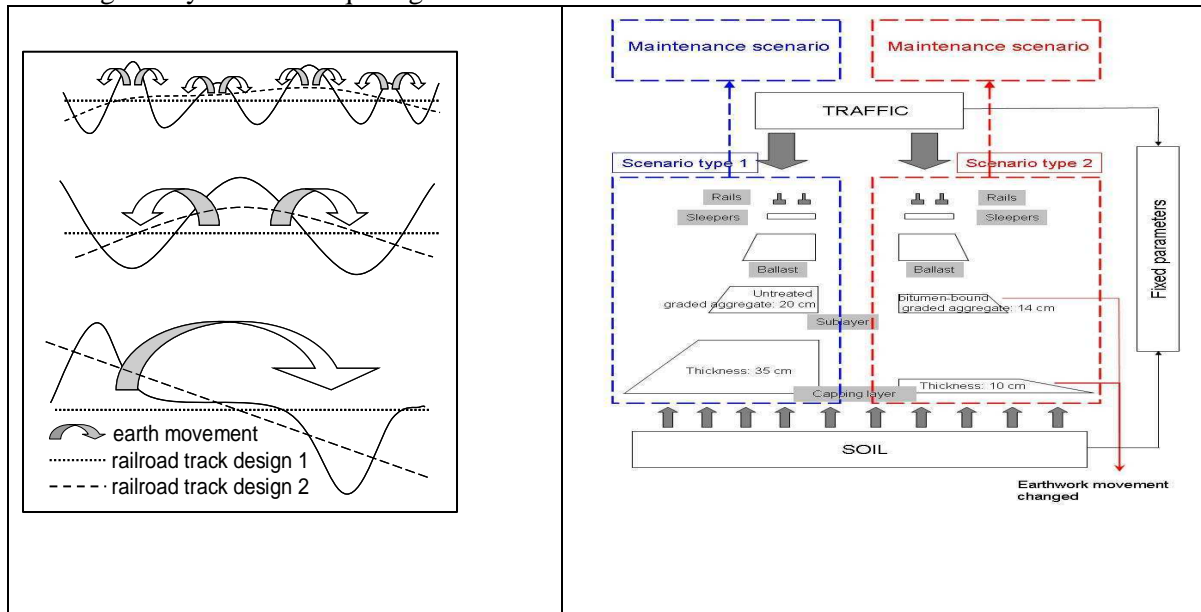 earth movement
railroad track design 1
railroad track design 2
Maintenance scenario
Maintenance scenario
TRAFFIC
Scenario type 1
Scenario type 2
Rails
Rails
Sleepers
Sleepers
Ballast
Ballast
Untreated
graded aggregate: 20 cm
bitumen-bound
graded aggregate: 14 cm
Sublayer
Thickness: 35 cm
Thickness: 10 cm
Capping layer
SOIL
Fixed parameters
Earthwork movement
changed